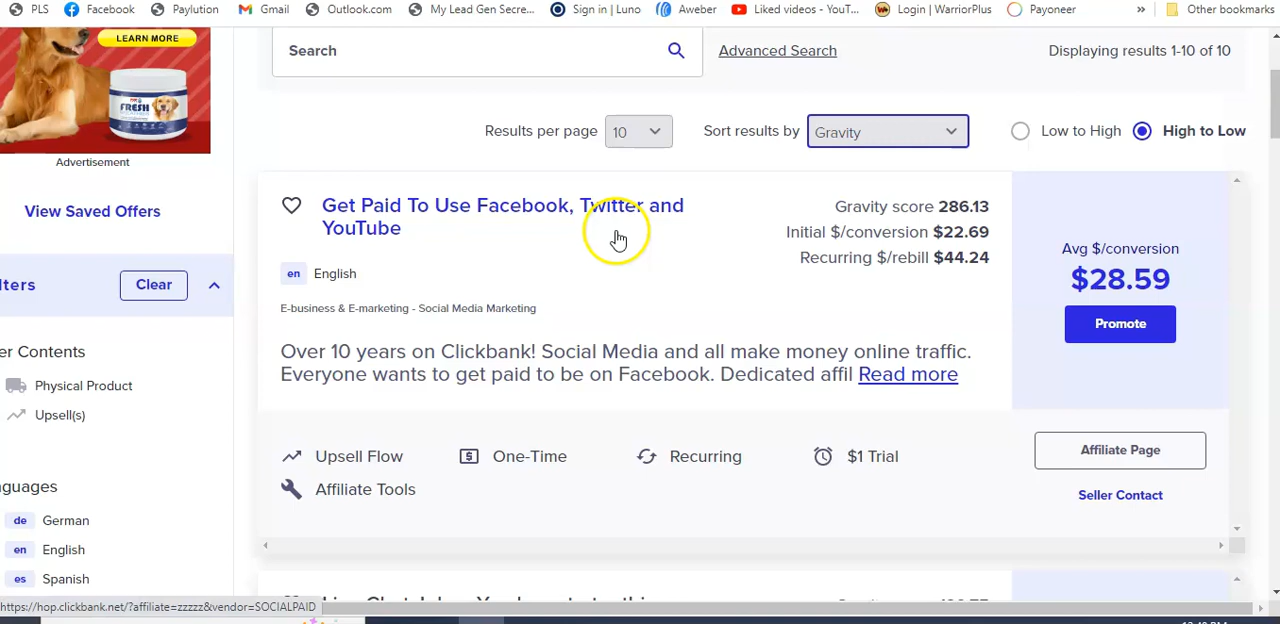 PLS Facebook Paylution Gmail Outlook.com My Lead Gen Secre... Sign in | Luno Aweber Liked videos - YouT... Login | WarriorPlus Payoneer » Other bookmarks
LEARN MORE
FRESH
Advertisement
View Saved Offers
lters Clear
er Contents
Physical Product
Upsell(s)
nguages
de German
en English
es Spanish
Search Advanced Search Displaying results 1-10 of 10
Results per page 10 Sort results by Gravity Low to High High to Low
Get Paid To Use Facebook, Twitter and
YouTube
Gravity score 286.13
Initial $/conversion $22.69
Recurring $/rebill $44.24
en English
E-business & E-marketing - Social Media Marketing
Over 10 years on Clickbank! Social Media and all make money online traffic.
Everyone wants to get paid to be on Facebook. Dedicated affil Read more
Avg $/conversion
$28.59
Promote
Upsell Flow One-Time Recurring $1 Trial
Affiliate Tools
Affiliate Page
Seller Contact
https://hop.clickbank.net/?affiliate=zzzzz&vendor=SOCIALPAID